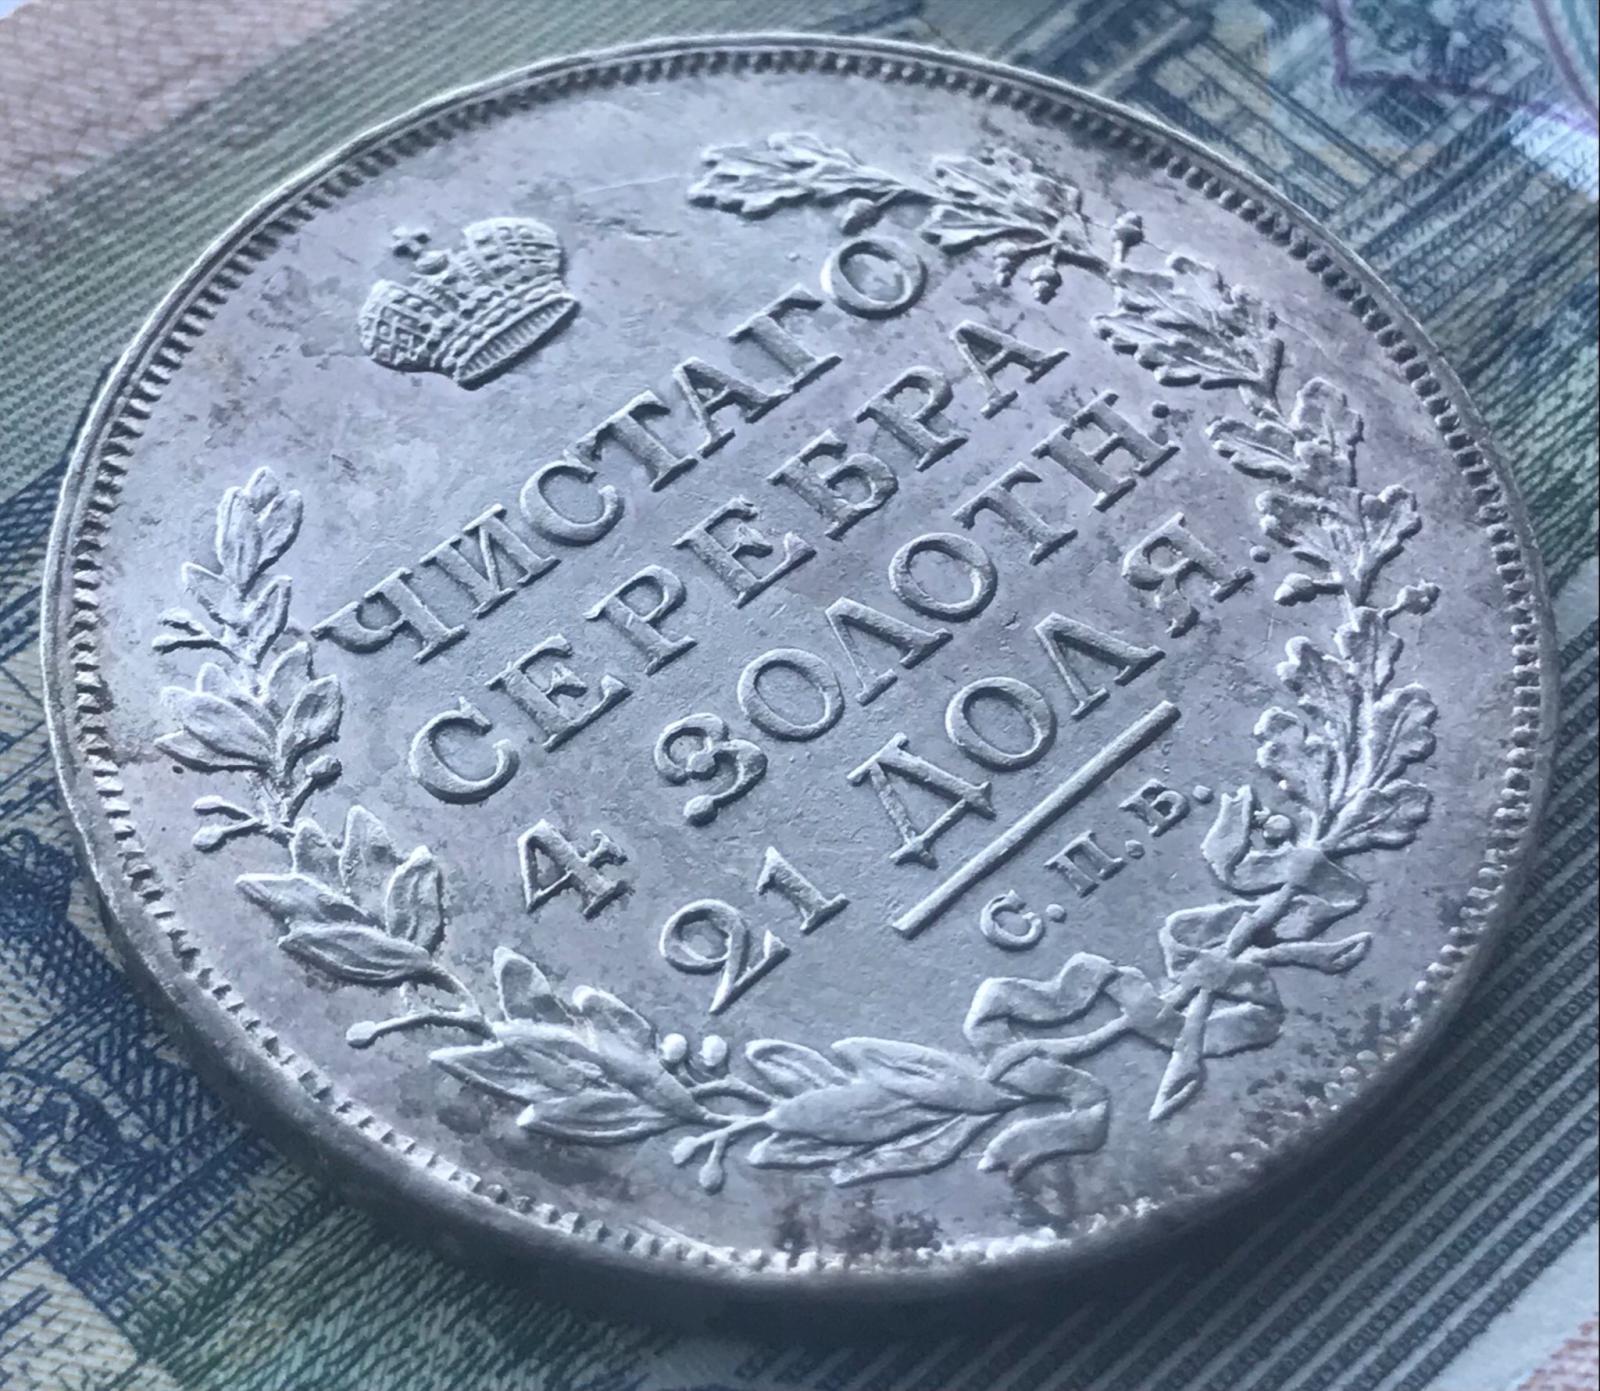 ЧИСТАГО
СЕРЕБРА
4 ЗОЛОТН.
21 ДОЛЯ.
С.П.Б.